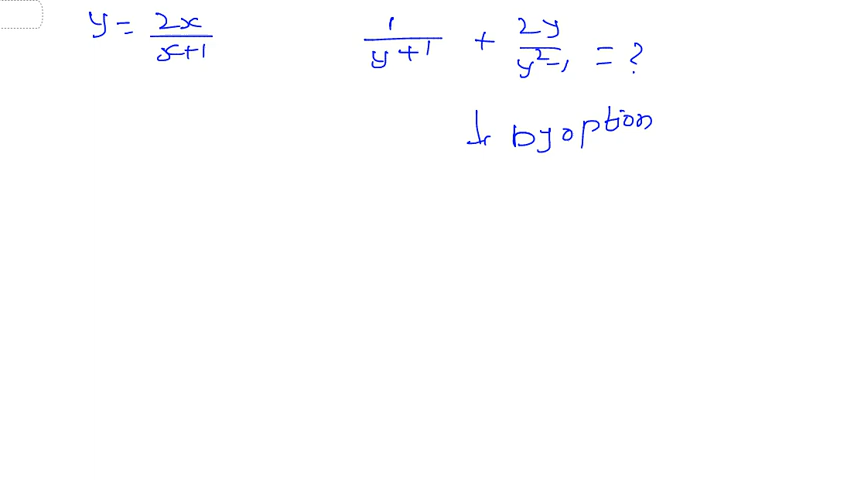 y = 2x/x+1    1/y+1 + 2y/y²-1 = ?
↓ by option